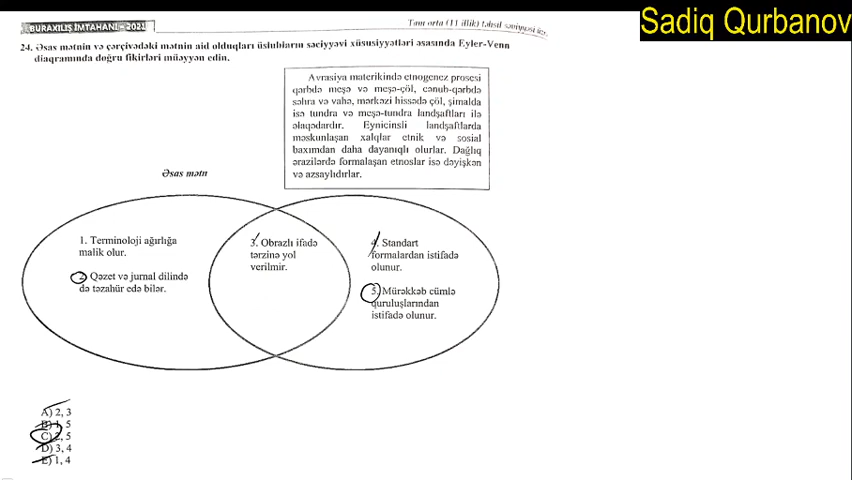 Sadiq Qurbanov
BURAXILIŞ İMTAHANI – 2021
Tam orta (11 illik) təhsil səviyyəsi üzrə
24. Əsas mətnin və çərçivədəki mətnin aid olduqları üslubların səciyyəvi xüsusiyyətləri əsasında Eyler-Venn
diaqramında doğru fikirləri müəyyən edin.
Avrasiya materikində etnogenez prosesi
qərbdə meşə və meşə-çöl, cənub-qərbdə
səhra və vahə, mərkəzi hissədə çöl, şimalda
isə tundra və meşə-tundra landşaftları ilə
əlaqədardır. Eynicinsli landşaftlarda
məskunlaşan xalqlar etnik və sosial
baxımdan daha dayanıqlı olurlar. Dağlıq
ərazilərdə formalaşan etnoslar isə dəyişkən
və azsaylıdırlar.
Əsas mətn
1. Terminoloji ağırlığa
malik olur.
2. Qəzet və jurnal dilində
də təzahür edə bilər.
3. Obrazlı ifadə
tərzinə yol
verilmir.
4. Standart
formalardan istifadə
olunur.
5. Mürəkkəb cümlə
quruluşlarından
istifadə olunur.
A) 2, 3
B) 1, 5
C) 2, 5
D) 3, 4
E) 1, 4